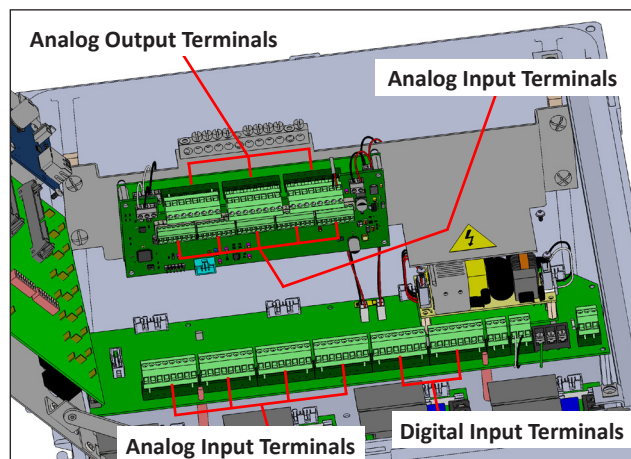 Analog Output Terminals
Analog Input Terminals
Analog Input Terminals
Digital Input Terminals